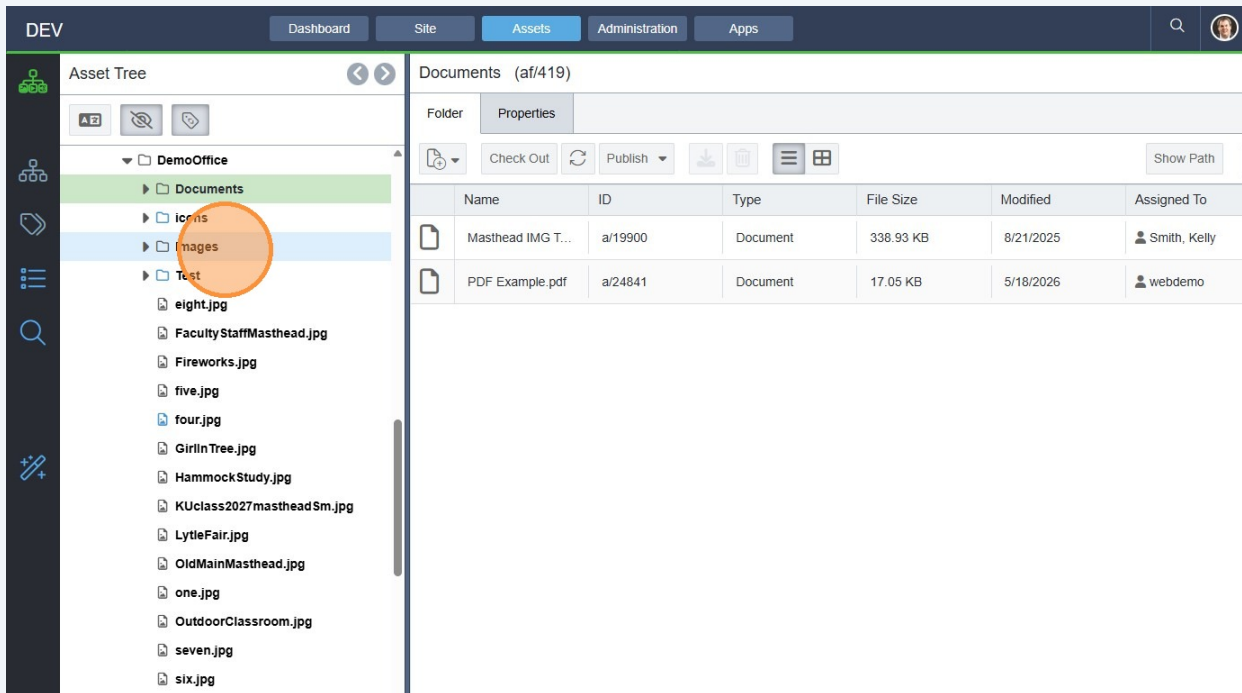 DEV
Dashboard Site Assets Administration Apps
Asset Tree
DemoOffice
Documents
icons
Images
Test
eight.jpg
FacultyStaffMasthead.jpg
Fireworks.jpg
five.jpg
four.jpg
GirlInTree.jpg
HammockStudy.jpg
KUclass2027mastheadSm.jpg
LytleFair.jpg
OldMainMasthead.jpg
one.jpg
OutdoorClassroom.jpg
seven.jpg
six.jpg
Documents (af/419)
Folder Properties
Check Out Publish Show Path
Name ID Type File Size Modified Assigned To
Masthead IMG T... a/19900 Document 338.93 KB 8/21/2025 Smith, Kelly
PDF Example.pdf a/24841 Document 17.05 KB 5/18/2026 webdemo